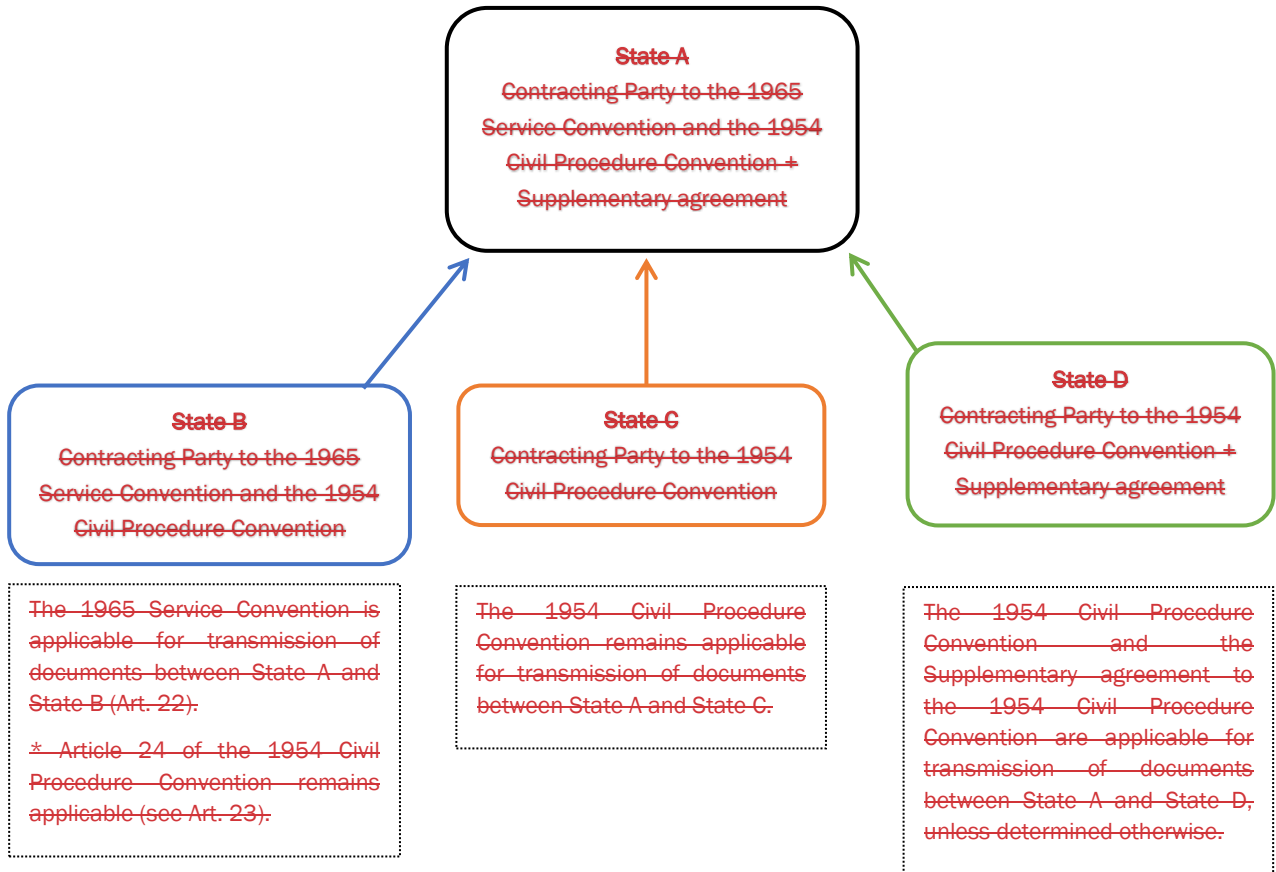 State A
Contracting Party to the 1965
Service Convention and the 1954
Civil Procedure Convention +
Supplementary agreement
State B
Contracting Party to the 1965
Service Convention and the 1954
Civil Procedure Convention
State C
Contracting Party to the 1954
Civil Procedure Convention
State D
Contracting Party to the 1954
Civil Procedure Convention +
Supplementary agreement
The 1965 Service Convention is
applicable for transmission of
documents between State A and
State B (Art. 22).
* Article 24 of the 1954 Civil
Procedure Convention remains
applicable (see Art. 23).
The 1954 Civil Procedure
Convention remains applicable
for transmission of documents
between State A and State C.
The 1954 Civil Procedure
Convention and the
Supplementary agreement to
the 1954 Civil Procedure
Convention are applicable for
transmission of documents
between State A and State D,
unless determined otherwise.